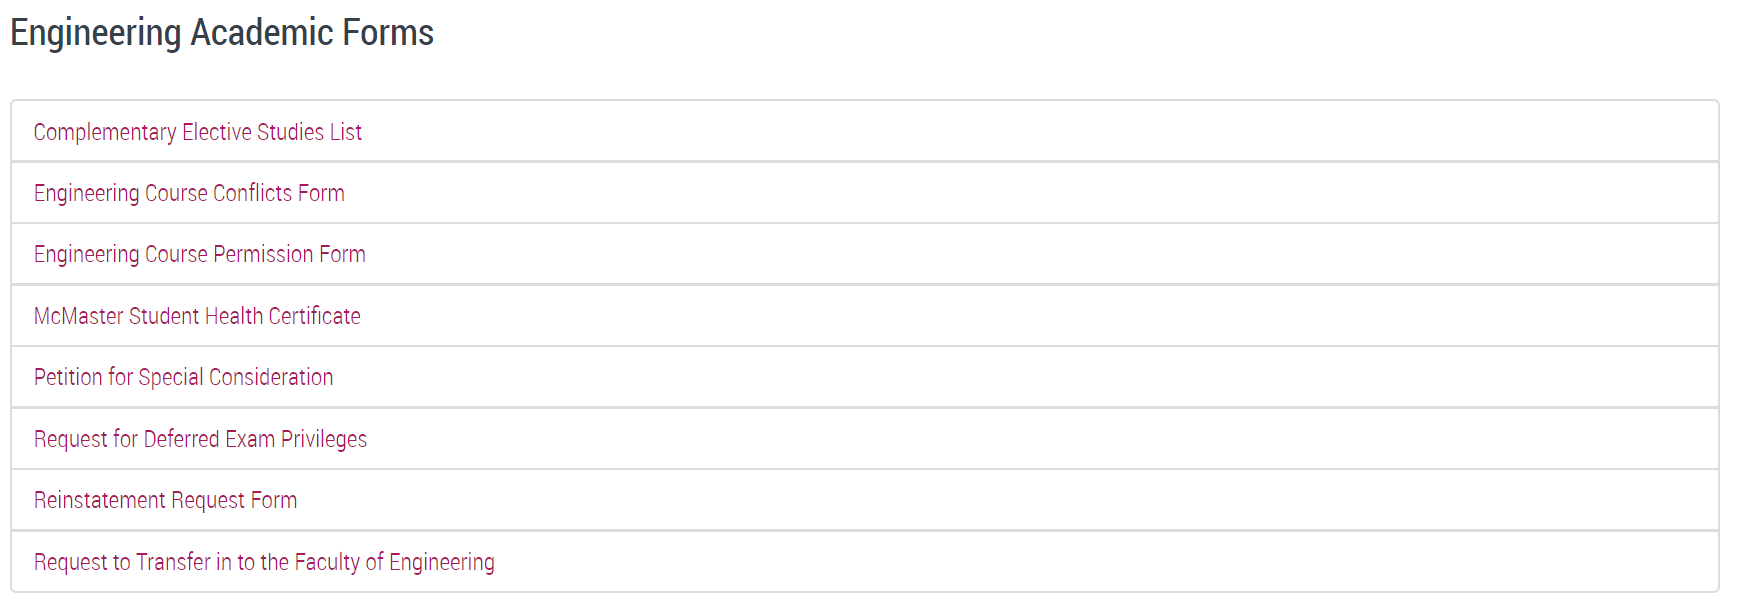 Engineering Academic Forms
Complementary Elective Studies List
Engineering Course Conflicts Form
Engineering Course Permission Form
McMaster Student Health Certificate
Petition for Special Consideration
Request for Deferred Exam Privileges
Reinstatement Request Form
Request to Transfer in to the Faculty of Engineering